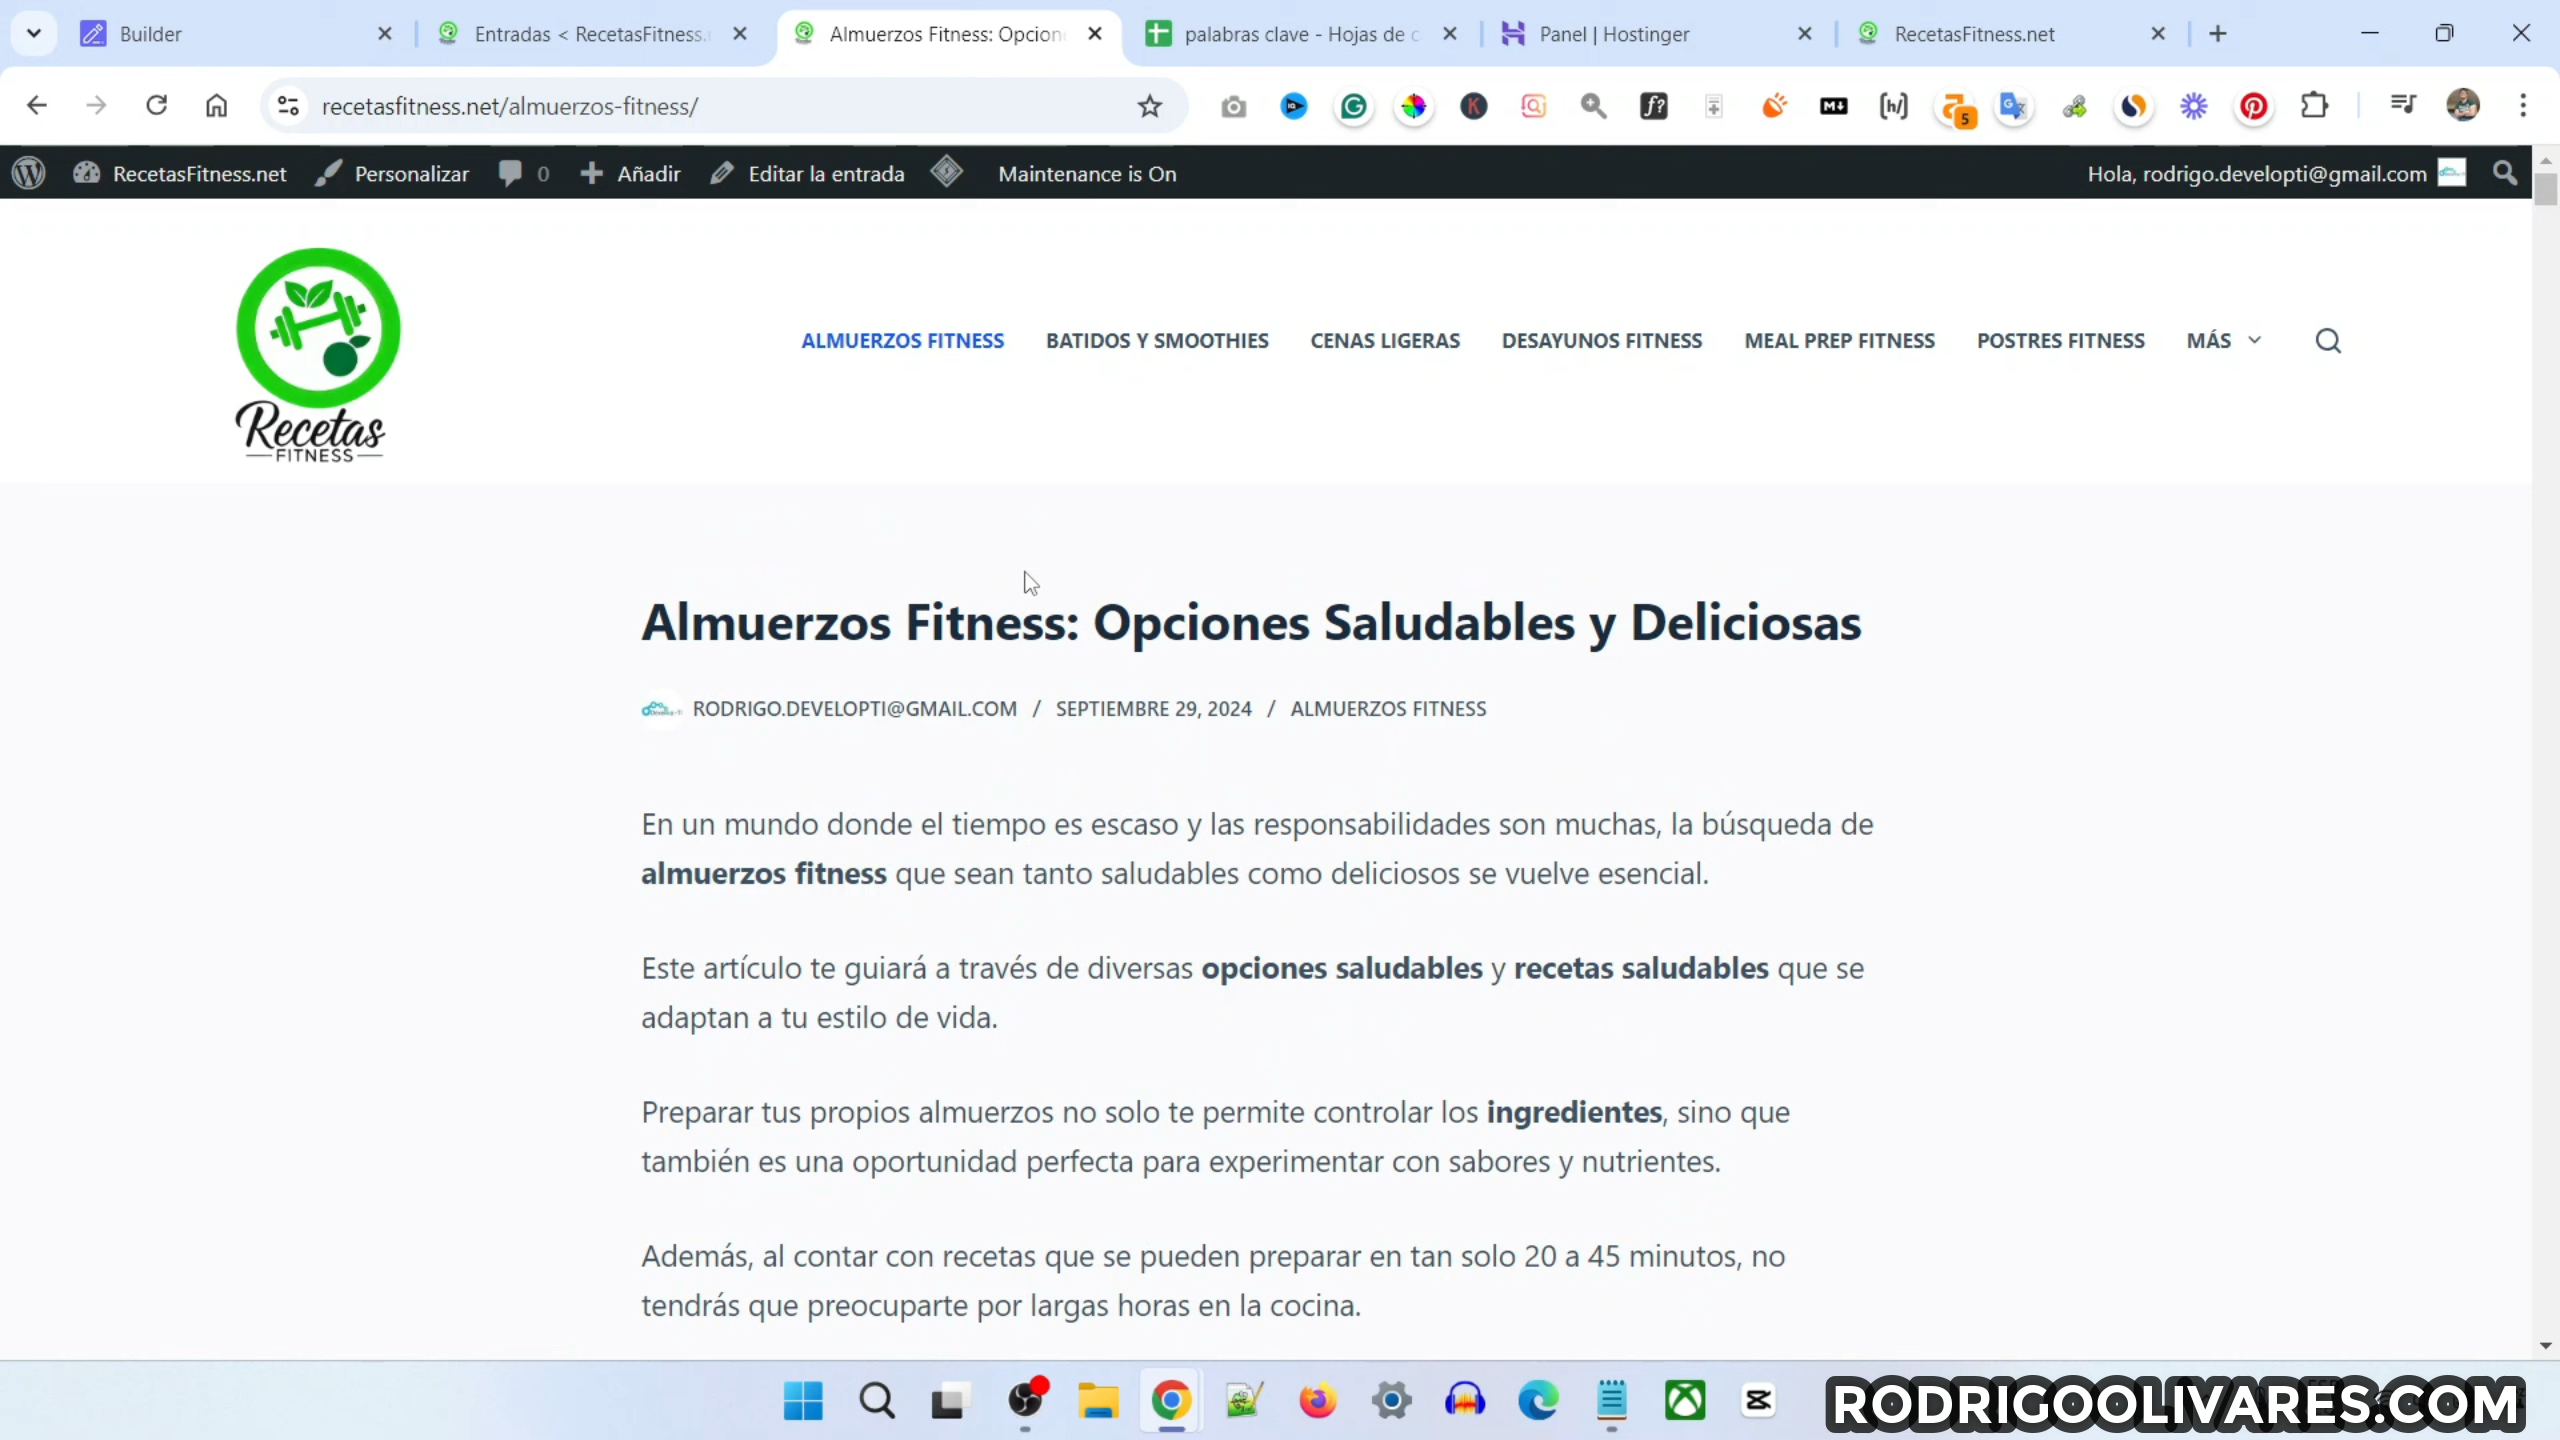 Builder
Entradas < RecetasFitness.
Almuerzos Fitness: Opcion
palabras clave - Hojas de c
Panel | Hostinger
RecetasFitness.net
recetasfitness.net/almuerzos-fitness/
5
RecetasFitness.net
Personalizar
0
Añadir
Editar la entrada
Maintenance is On
Hola, rodrigo.developti@gmail.com
Recetas
FITNESS
ALMUERZOS FITNESS
BATIDOS Y SMOOTHIES
CENAS LIGERAS
DESAYUNOS FITNESS
MEAL PREP FITNESS
POSTRES FITNESS
MÁS
Almuerzos Fitness: Opciones Saludables y Deliciosas
RODRIGO.DEVELOPTI@GMAIL.COM / SEPTIEMBRE 29, 2024 / ALMUERZOS FITNESS
En un mundo donde el tiempo es escaso y las responsabilidades son muchas, la búsqueda de
almuerzos fitness que sean tanto saludables como deliciosos se vuelve esencial.
Este artículo te guiará a través de diversas opciones saludables y recetas saludables que se
adaptan a tu estilo de vida.
Preparar tus propios almuerzos no solo te permite controlar los ingredientes, sino que
también es una oportunidad perfecta para experimentar con sabores y nutrientes.
Además, al contar con recetas que se pueden preparar en tan solo 20 a 45 minutos, no
tendrás que preocuparte por largas horas en la cocina.
RODRIGOOLIVARES.COM